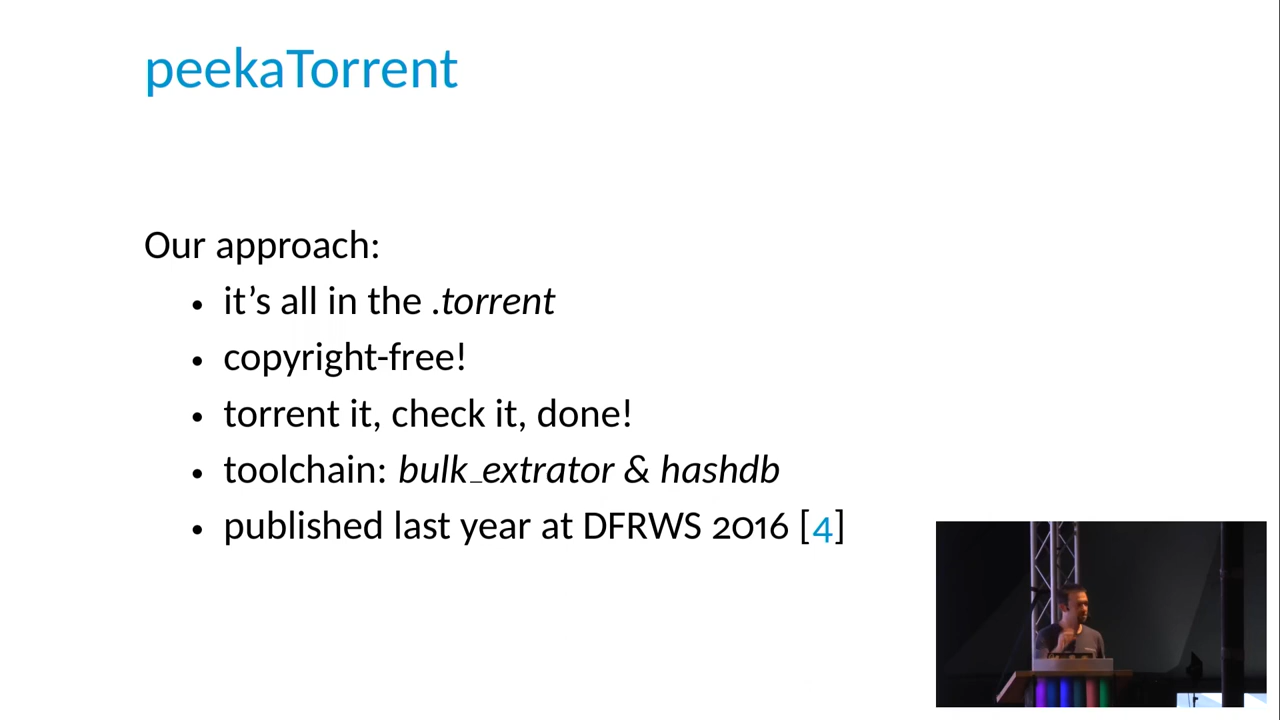 peekaTorrent
Our approach:
• it’s all in the .torrent
• copyright-free!
• torrent it, check it, done!
• toolchain: bulk_extrator & hashdb
• published last year at DFRWS 2016 [4]